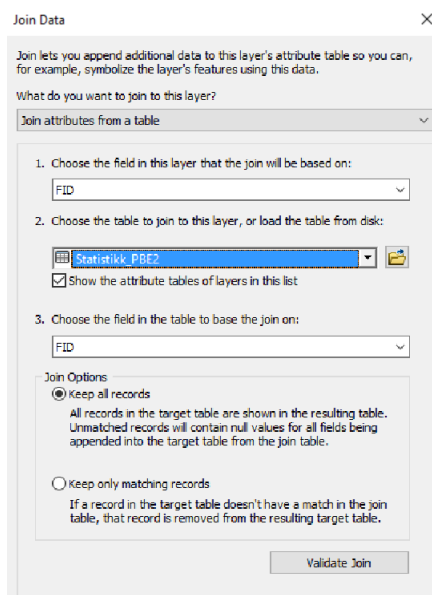 Join Data
Join lets you append additional data to this layer's attribute table so you can,
for example, symbolize the layer's features using this data.
What do you want to join to this layer?
Join attributes from a table
1. Choose the field in this layer that the join will be based on:
FID
2. Choose the table to join to this layer, or load the table from disk:
Statistikk_PBE2
Show the attribute tables of layers in this list
3. Choose the field in the table to base the join on:
FID
Join Options
Keep all records
All records in the target table are shown in the resulting table.
Unmatched records will contain null values for all fields being
appended into the target table from the join table.
Keep only matching records
If a record in the target table doesn't have a match in the join
table, that record is removed from the resulting target table.
Validate Join